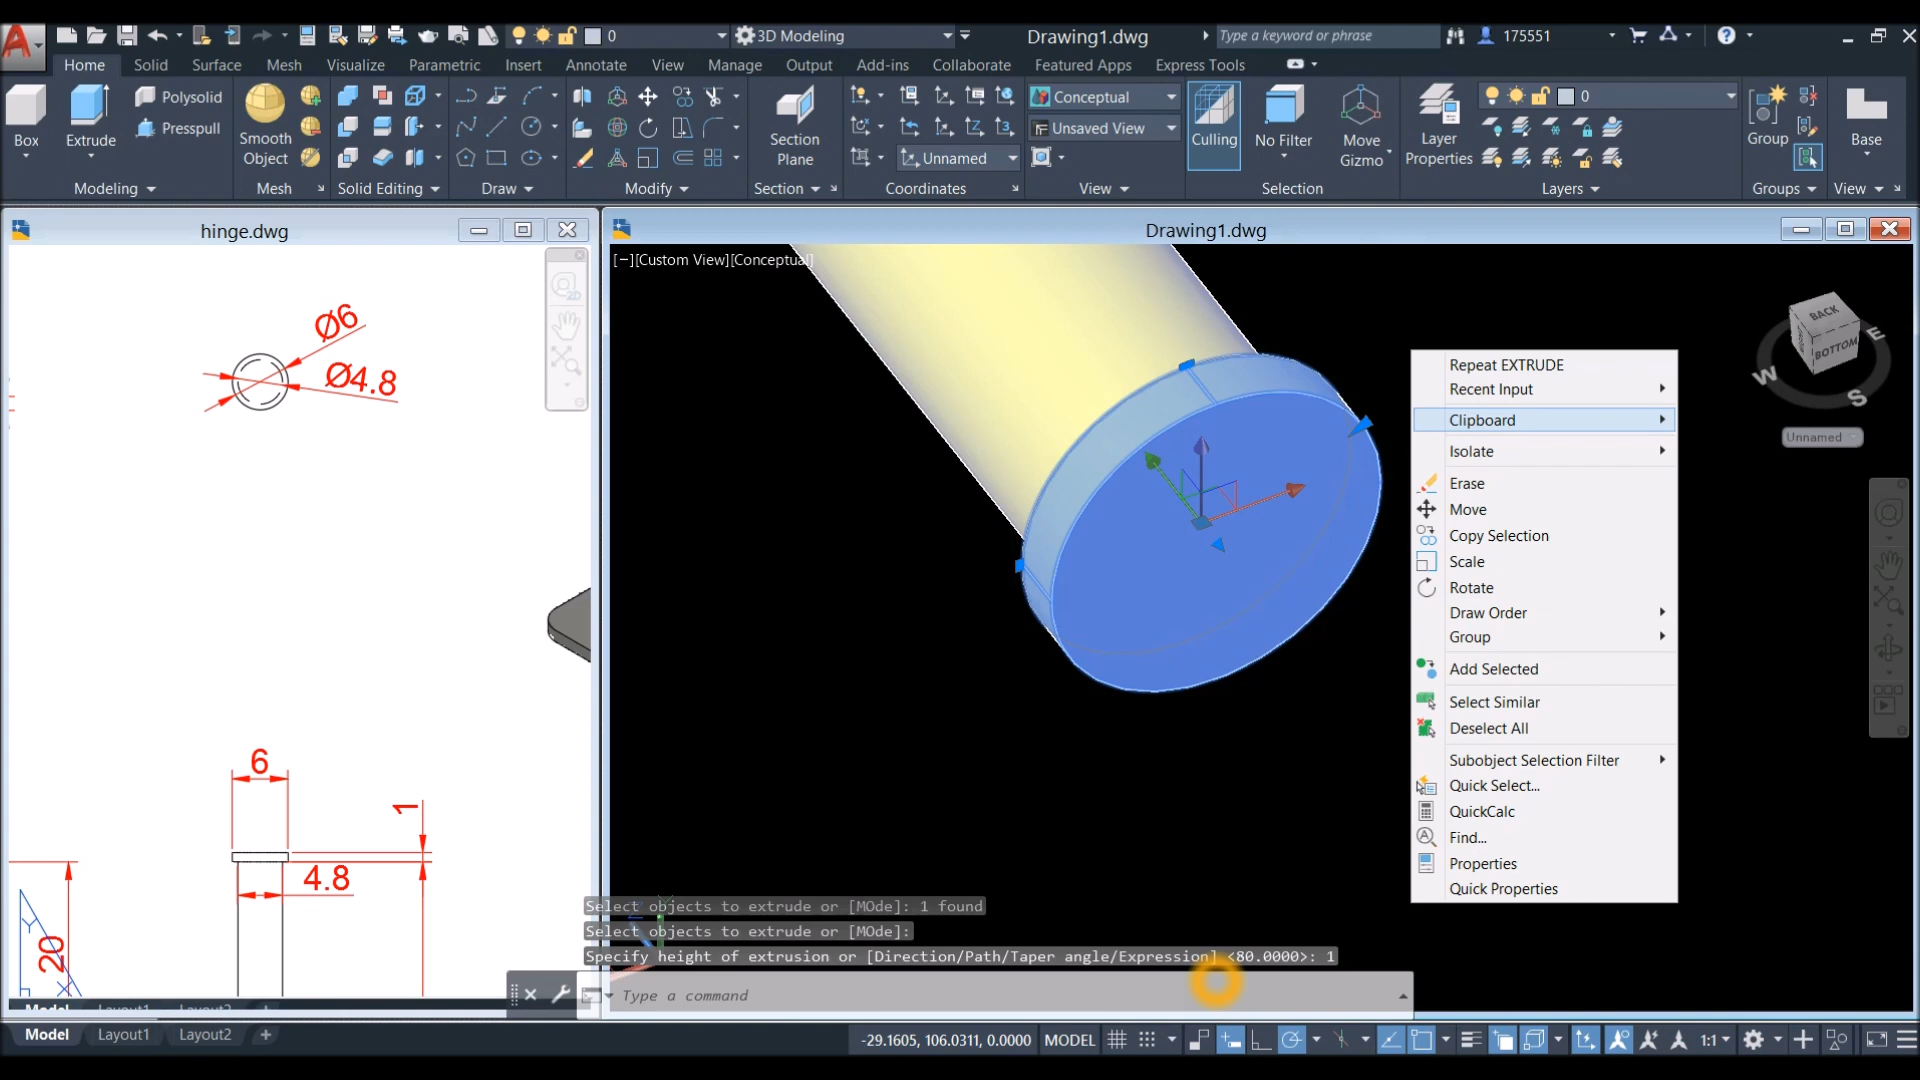 0
3D Modeling
Drawing1.dwg
Type a keyword or phrase
175551
Home
Solid
Surface
Mesh
Visualize
Parametric
Insert
Annotate
View
Manage
Output
Add-ins
Collaborate
Featured Apps
Express Tools
Box
Extrude
Polysolid
Presspull
Smooth
Object
Section
Plane
Conceptual
Unsaved View
Unnamed
Culling
No Filter
Move
Gizmo
Layer
Properties
0
Group
Base
Modeling
Mesh
Solid Editing
Draw
Modify
Section
Coordinates
View
Selection
Layers
Groups
View
hinge.dwg
Drawing1.dwg
[−][Custom View][Conceptual]
2D
Ø6
Ø4.8
6
1
4.8
20
Y
X
BACK
BOTTOM
W
E
S
Unnamed
Repeat EXTRUDE
Recent Input
Clipboard
Isolate
Erase
Move
Copy Selection
Scale
Rotate
Draw Order
Group
Add Selected
Select Similar
Deselect All
Subobject Selection Filter
Quick Select...
QuickCalc
Find...
Properties
Quick Properties
Select objects to extrude or [MOde]: 1 found
Select objects to extrude or [MOde]:
Specify height of extrusion or [Direction/Path/Taper angle/Expression] <80.0000>: 1
Type a command
Model
Layout1
Layout2
Model
Layout1
Layout2
-29.1605, 106.0311, 0.0000
MODEL
1:1